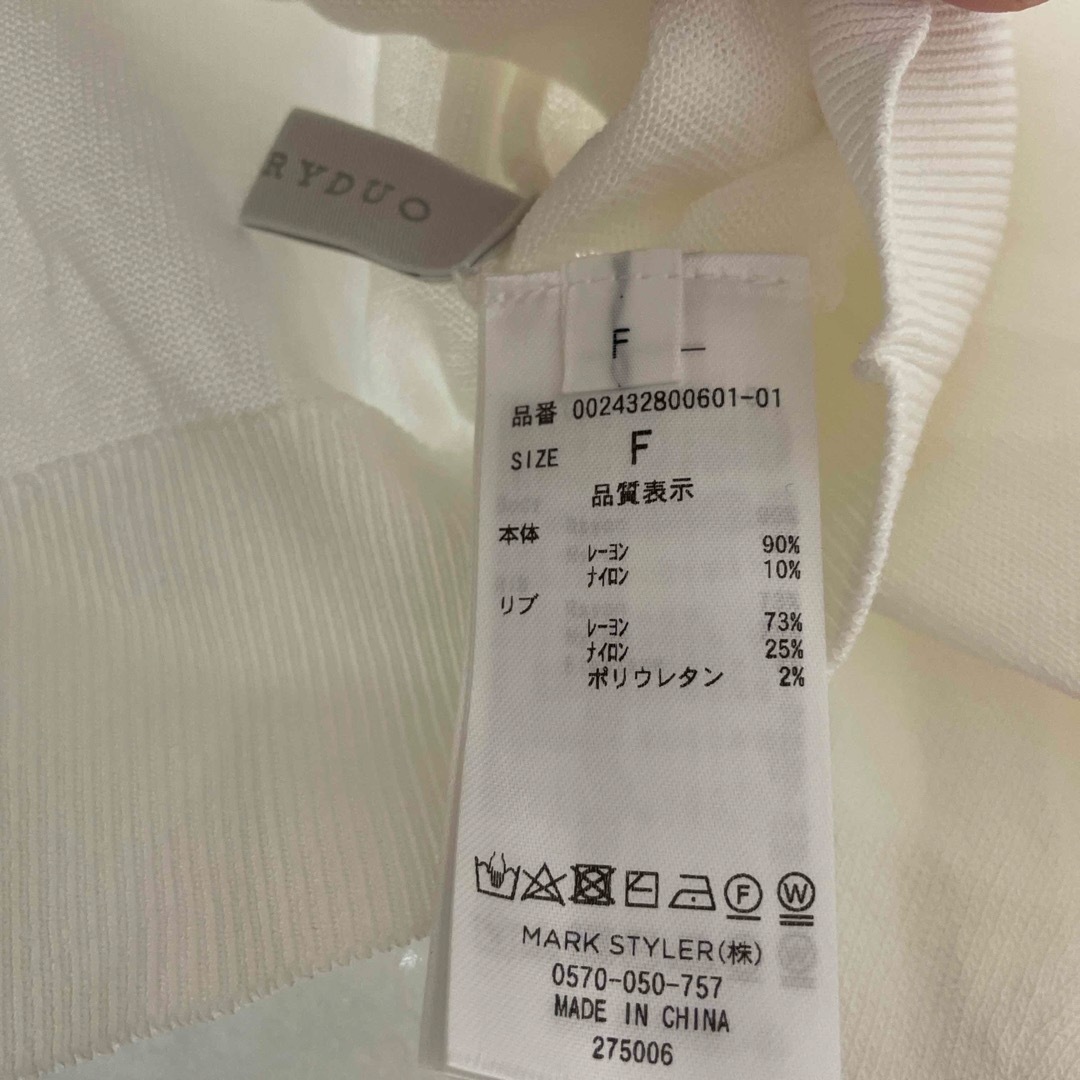 RYDUO
F
品番 002432800601-01
SIZE F
品質表示
本体
レーヨン 90%
ナイロン 10%
リブ
レーヨン 73%
ナイロン 25%
ポリウレタン 2%
F W
MARK STYLER(株)
0570-050-757
MADE IN CHINA
275006